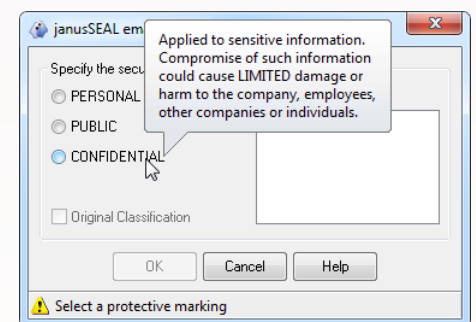 janusSEAL em
Applied to sensitive information.
Compromise of such information
could cause LIMITED damage or
harm to the company, employees,
other companies or individuals.
Specify the secu
PERSONAL
PUBLIC
CONFIDENTIAL
Original Classification
OK
Cancel
Help
Select a protective marking